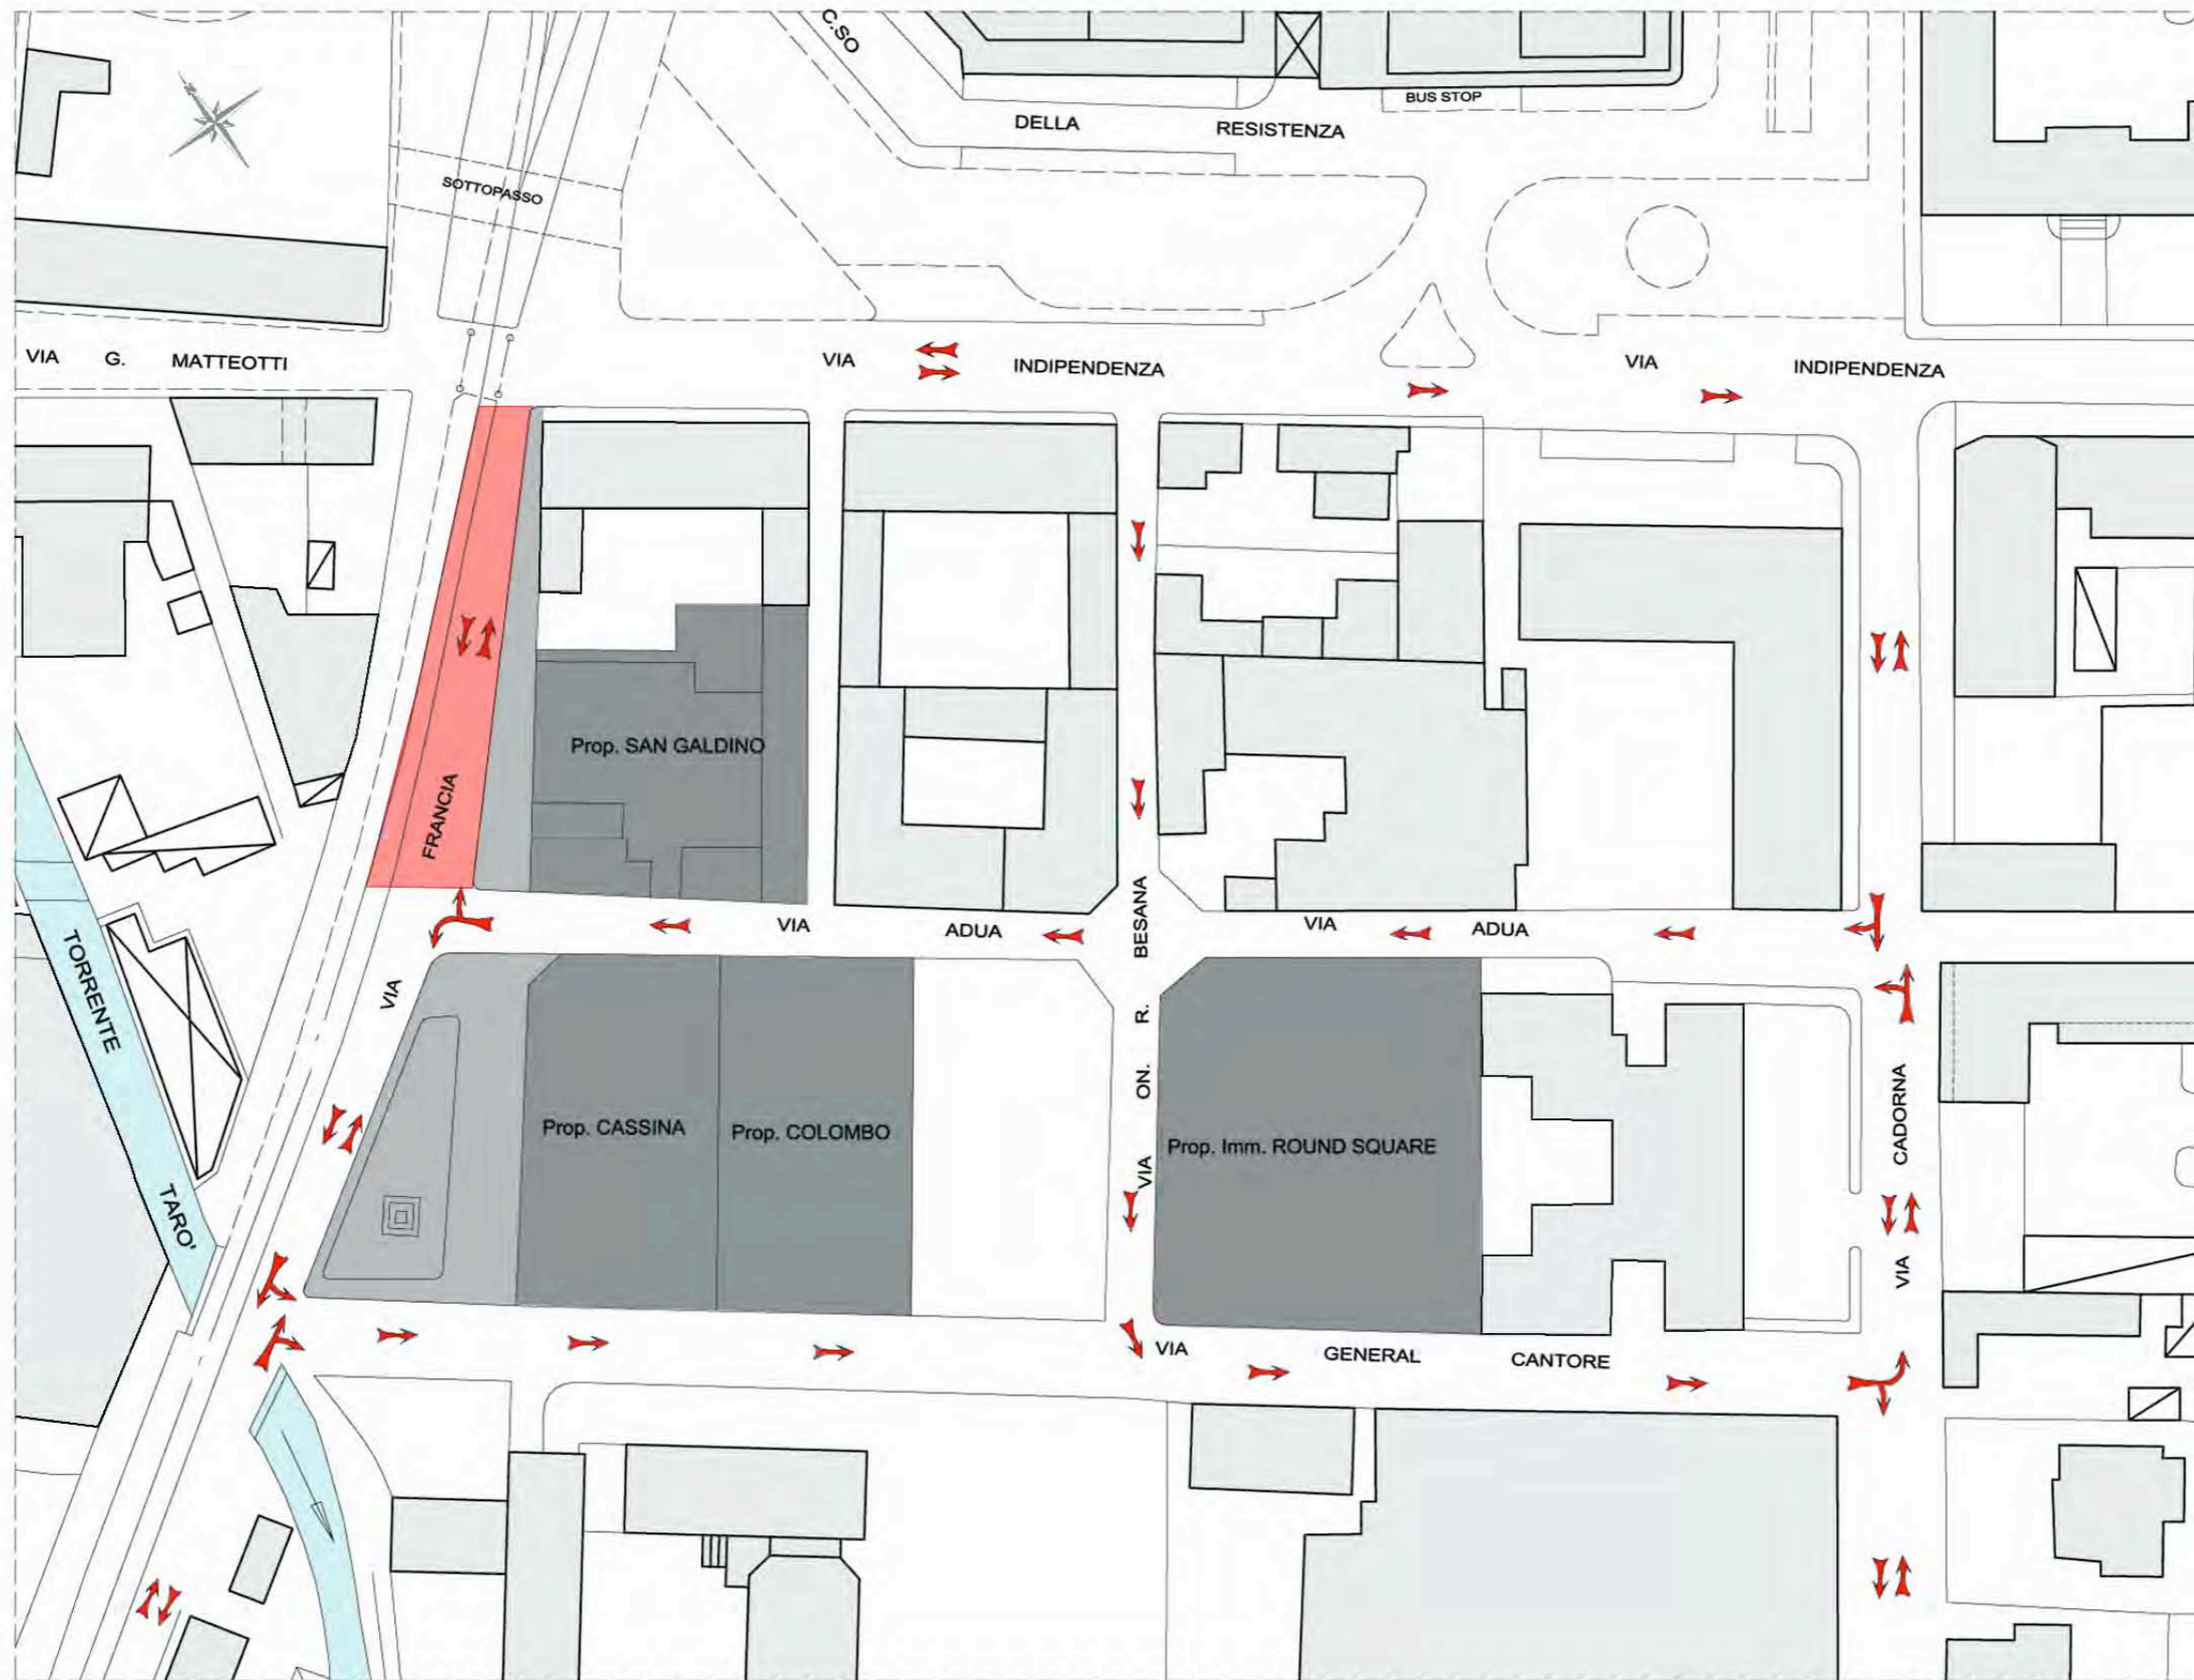 C.SO
BUS STOP
DELLA RESISTENZA
SOTTOPASSO
VIA G. MATTEOTTI
VIA INDIPENDENZA
VIA INDIPENDENZA
Prop. SAN GALDINO
FRANCIA
VIA
VIA ADUA
VIA ADUA
BESANA
R.
ON.
VIA
TORRENTE
TARO'
Prop. CASSINA
Prop. COLOMBO
Prop. Imm. ROUND SQUARE
CADORNA
VIA
VIA GENERAL CANTORE